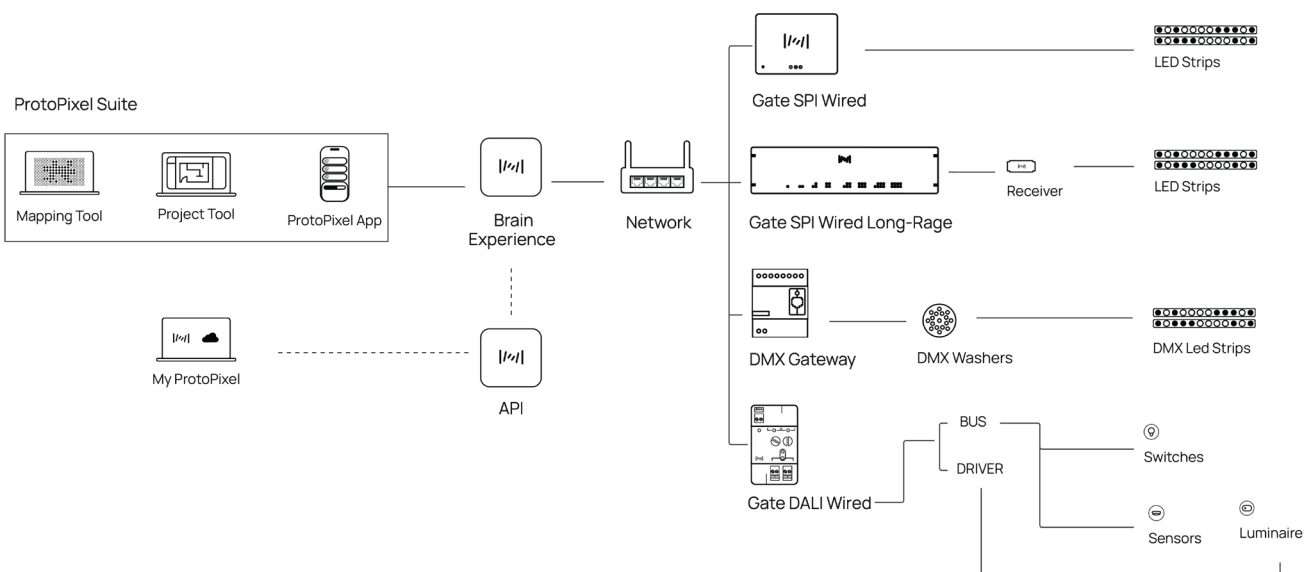 ProtoPixel Suite
Mapping Tool
Project Tool
ProtoPixel App
Brain
Experience
Network
My ProtoPixel
API
Gate SPI Wired
LED Strips
Gate SPI Wired Long-Rage
Receiver
LED Strips
DMX Gateway
DMX Washers
DMX Led Strips
Gate DALI Wired
BUS
DRIVER
Switches
Sensors
Luminaire